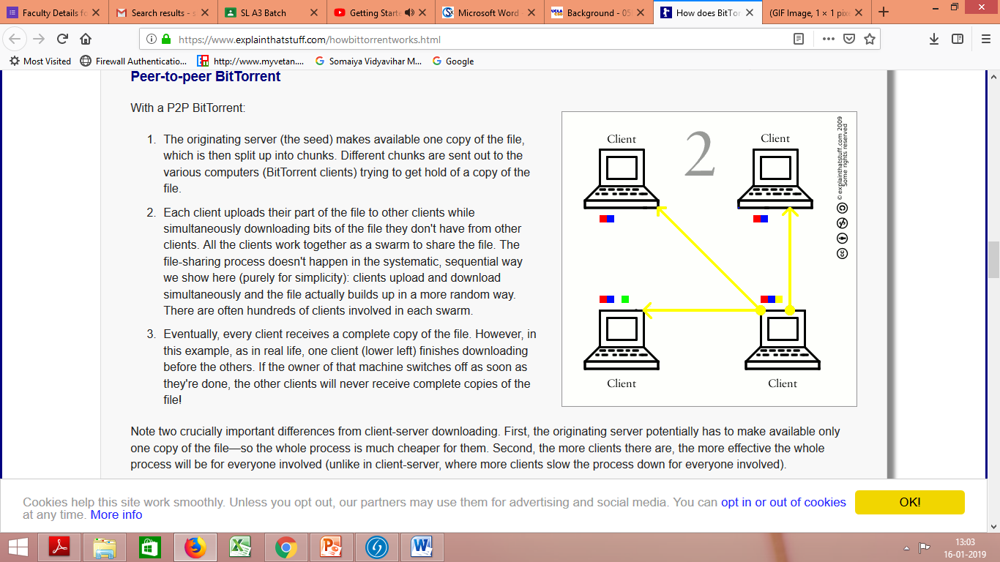 Faculty Details fo
Search results - s
SL A3 Batch
Getting Starte
Microsoft Word
Background - 05
How does BitTor
(GIF Image, 1 × 1 pixe
https://www.explainthatstuff.com/howbittorrentworks.html
Most Visited
Firewall Authenticatio...
http://www.myvetan....
Somaiya Vidyavihar M...
Google
Peer-to-peer BitTorrent
With a P2P BitTorrent:
1. The originating server (the seed) makes available one copy of the file,
which is then split up into chunks. Different chunks are sent out to the
various computers (BitTorrent clients) trying to get hold of a copy of the
file.
2. Each client uploads their part of the file to other clients while
simultaneously downloading bits of the file they don't have from other
clients. All the clients work together as a swarm to share the file. The
file-sharing process doesn't happen in the systematic, sequential way
we show here (purely for simplicity): clients upload and download
simultaneously and the file actually builds up in a more random way.
There are often hundreds of clients involved in each swarm.
3. Eventually, every client receives a complete copy of the file. However, in
this example, as in real life, one client (lower left) finishes downloading
before the others. If the owner of that machine switches off as soon as
they're done, the other clients will never receive complete copies of the
file!
Client
2
Client
© explainthatstuff.com 2009
Some rights reserved
cc
Client
Client
Note two crucially important differences from client-server downloading. First, the originating server potentially has to make available only
one copy of the file—so the whole process is much cheaper for them. Second, the more clients there are, the more effective the whole
process will be for everyone involved (unlike in client-server, where more clients slow the process down for everyone involved).
Cookies help this site work smoothly. Unless you opt out, our partners may use them for advertising and social media. You can opt in or out of cookies
at any time. More info
OK!
13:03
16-01-2019